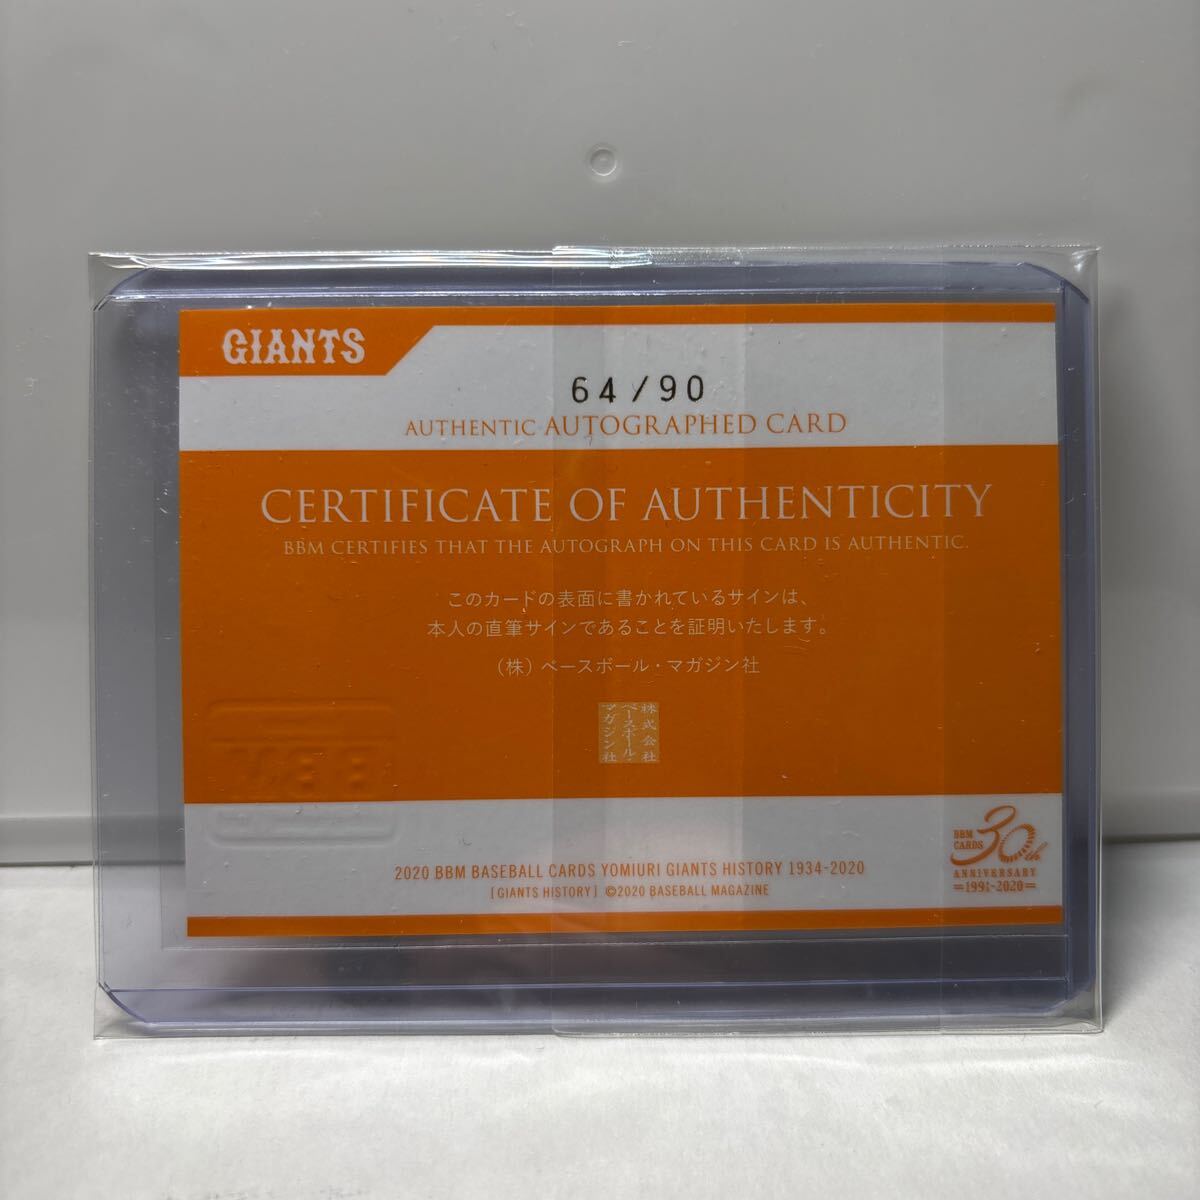 GIANTS
64/90
AUTHENTIC AUTOGRAPHED CARD
CERTIFICATE OF AUTHENTICITY
BBM CERTIFIES THAT THE AUTOGRAPH ON THIS CARD IS AUTHENTIC.
このカードの表面に書かれているサインは、
本人の直筆サインであることを証明いたします。
(株)ベースボール・マガジン社
株式会社
ベースボール・
マガジン社
BBM
BBM
CARDS
30th
ANNIVERSARY
=1991-2020=
2020 BBM BASEBALL CARDS YOMIURI GIANTS HISTORY 1934-2020
[GIANTS HISTORY] ©2020 BASEBALL MAGAZINE